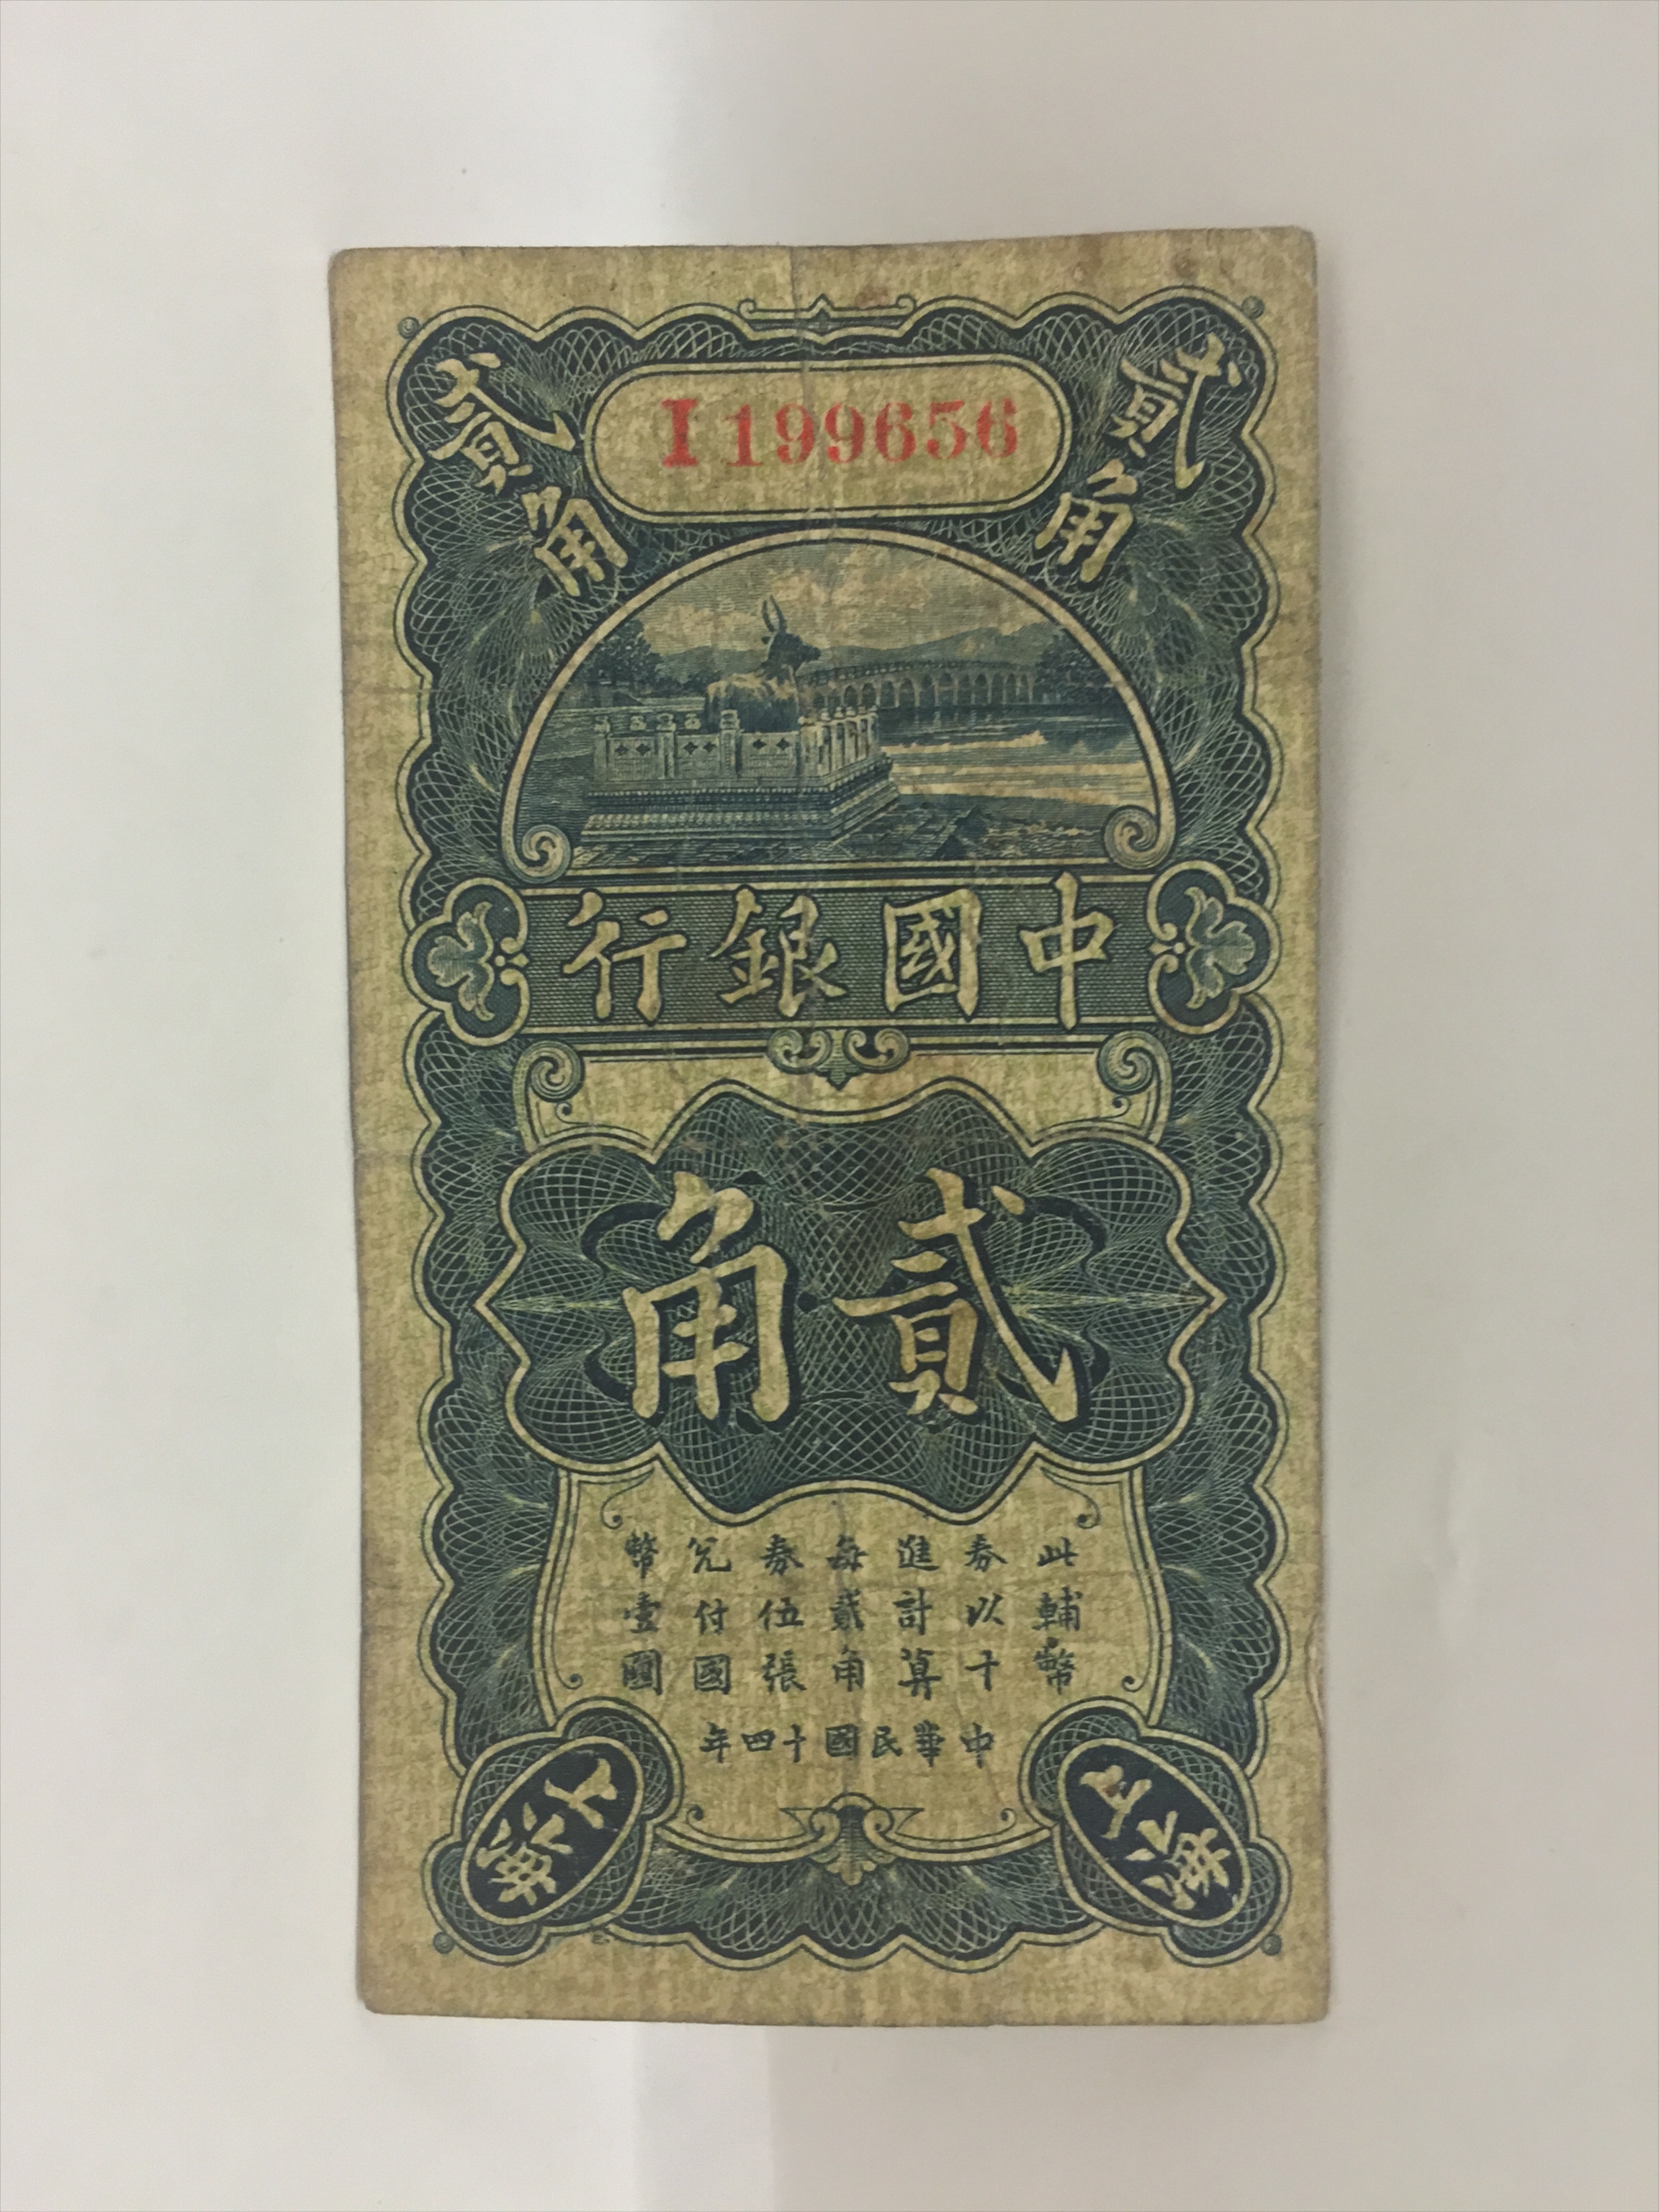 貳角
I199656
貳角
中國銀行
貳角
此輔幣
券以十
進計算
每貳角
券伍張
兌付國
幣壹圓
中華民國十四年
上海
上海